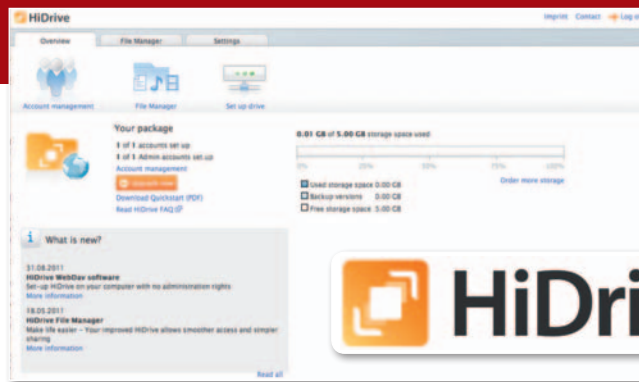 HiDrive
Imprint Contact Log
Overview File Manager Settings
Account management File Manager Set up drive
Your package
1 of 1 accounts set up
1 of 1 Admin accounts set up
Account management
Upgrade now
Download Quickstart (PDF)
Read HiDrive FAQ
0.01 GB of 5.00 GB storage space used
0% 25% 50% 75% 100%
Used storage space 0.00 GB
Backup versions 0.00 GB
Free storage space 5.00 GB
Order more storage
i What is new?
31.08.2011
HiDrive WebDav software
Set-up HiDrive on your computer with no administration rights
More information
18.05.2011
HiDrive File Manager
Make life easier – Your improved HiDrive allows smoother access and simpler
sharing
More information
Read all
HiDri